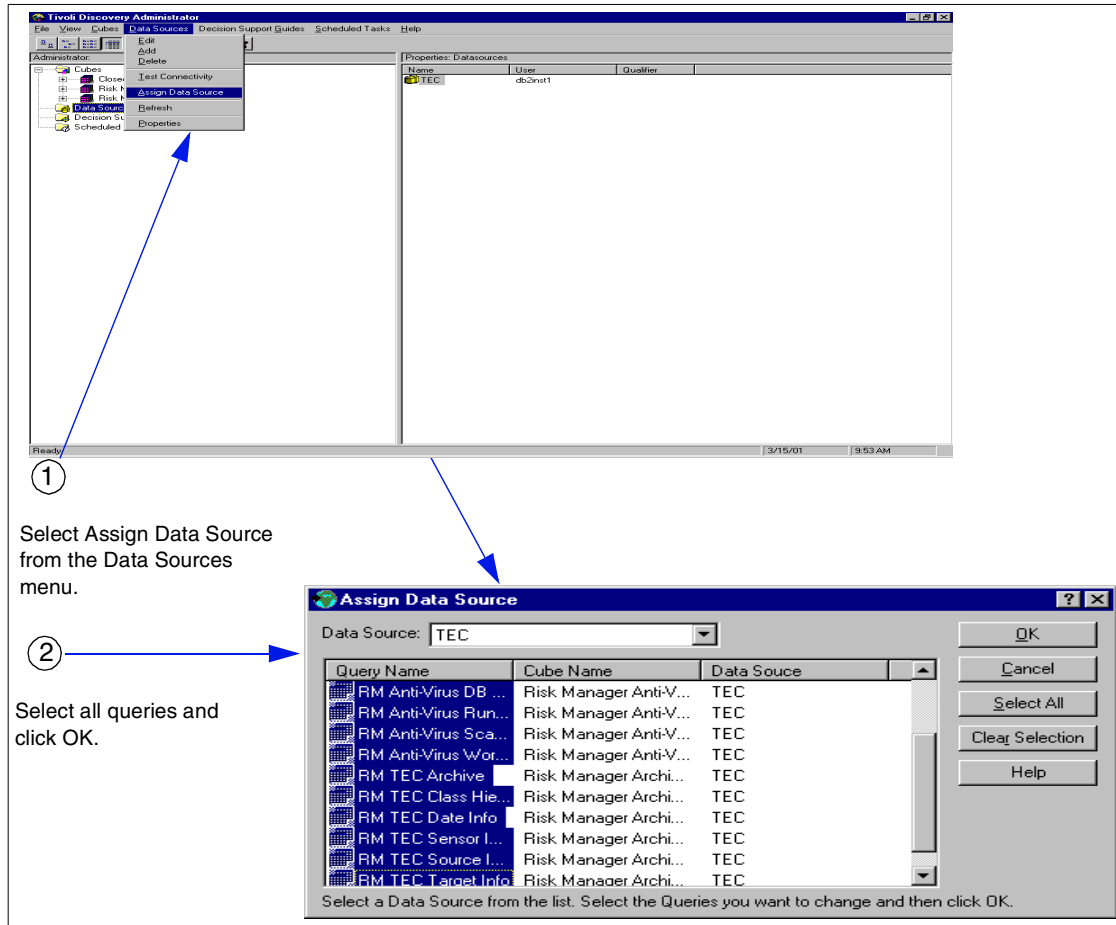 Tivoli Discovery Administrator
File View Cubes Data Sources Decision Support Guides Scheduled Tasks Help
Edit
Add
Delete
Test Connectivity
Assign Data Source
Refresh
Properties
Administrator:
Cubes
Close
Risk
Risk
Data Sourc
Decision Su
Scheduled
Properties: Datasources
Name User Qualifier
TEC db2inst1
Ready 3/15/01 9:53 AM
1
Select Assign Data Source
from the Data Sources
menu.
2
Select all queries and
click OK.
Assign Data Source
Data Source: TEC
Query Name Cube Name Data Souce
RM Anti-Virus DB ... Risk Manager Anti-V... TEC
RM Anti-Virus Run... Risk Manager Anti-V... TEC
RM Anti-Virus Sca... Risk Manager Anti-V... TEC
RM Anti-Virus Wor... Risk Manager Anti-V... TEC
RM TEC Archive Risk Manager Archi... TEC
RM TEC Class Hie... Risk Manager Archi... TEC
RM TEC Date Info Risk Manager Archi... TEC
RM TEC Sensor I... Risk Manager Archi... TEC
RM TEC Source I... Risk Manager Archi... TEC
RM TEC Target Info Risk Manager Archi... TEC
OK
Cancel
Select All
Clear Selection
Help
Select a Data Source from the list. Select the Queries you want to change and then click OK.